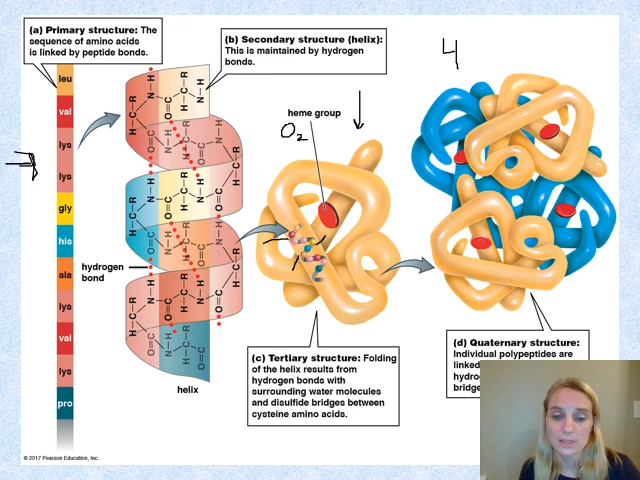 (a) Primary structure: The
sequence of amino acids
is linked by peptide bonds.
(b) Secondary structure (helix):
This is maintained by hydrogen
bonds.
4
leu
val
lys
lys
gly
his
ala
lys
val
lys
pro
heme group
O₂
hydrogen
bond
helix
(c) Tertiary structure: Folding
of the helix results from
hydrogen bonds with
surrounding water molecules
and disulfide bridges between
cysteine amino acids.
(d) Quaternary structure:
Individual polypeptides are
linked
hydro
bridge
© 2017 Pearson Education, Inc.